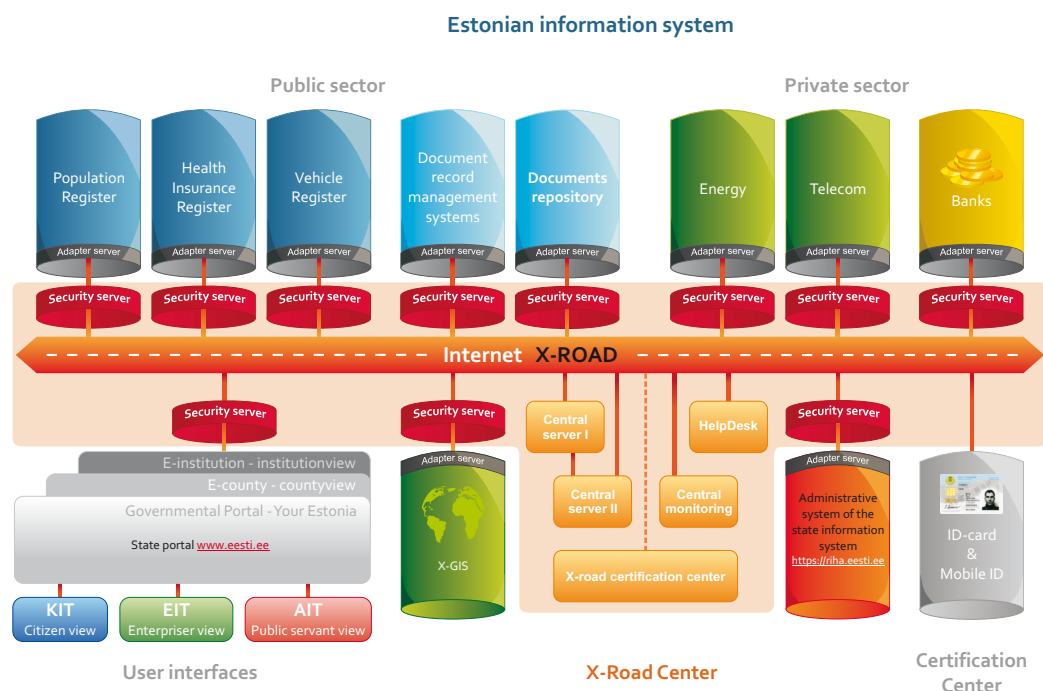 Estonian information system
Public sector
Private sector
Population
Register
Health
Insurance
Register
Vehicle
Register
Document
record
management
systems
Documents
repository
Energy
Telecom
Banks
Adapter server
Adapter server
Adapter server
Adapter server
Adapter server
Adapter server
Adapter server
Adapter server
Security server
Security server
Security server
Security server
Security server
Security server
Security server
Security server
Internet X-ROAD
Security server
Security server
Central
server I
HelpDesk
Security server
E-institution - institutionview
E-county - countyview
Governmental Portal - Your Estonia
State portal www.eesti.ee
Adapter server
X-GIS
Central
server II
Central
monitoring
X-road certification center
Adapter server
Administrative
system of the
state information
system
https://riha.eesti.ee
ID-card
&
Mobile ID
KIT
Citizen view
EIT
Enterpriser view
AIT
Public servant view
User interfaces
X-Road Center
Certification
Center